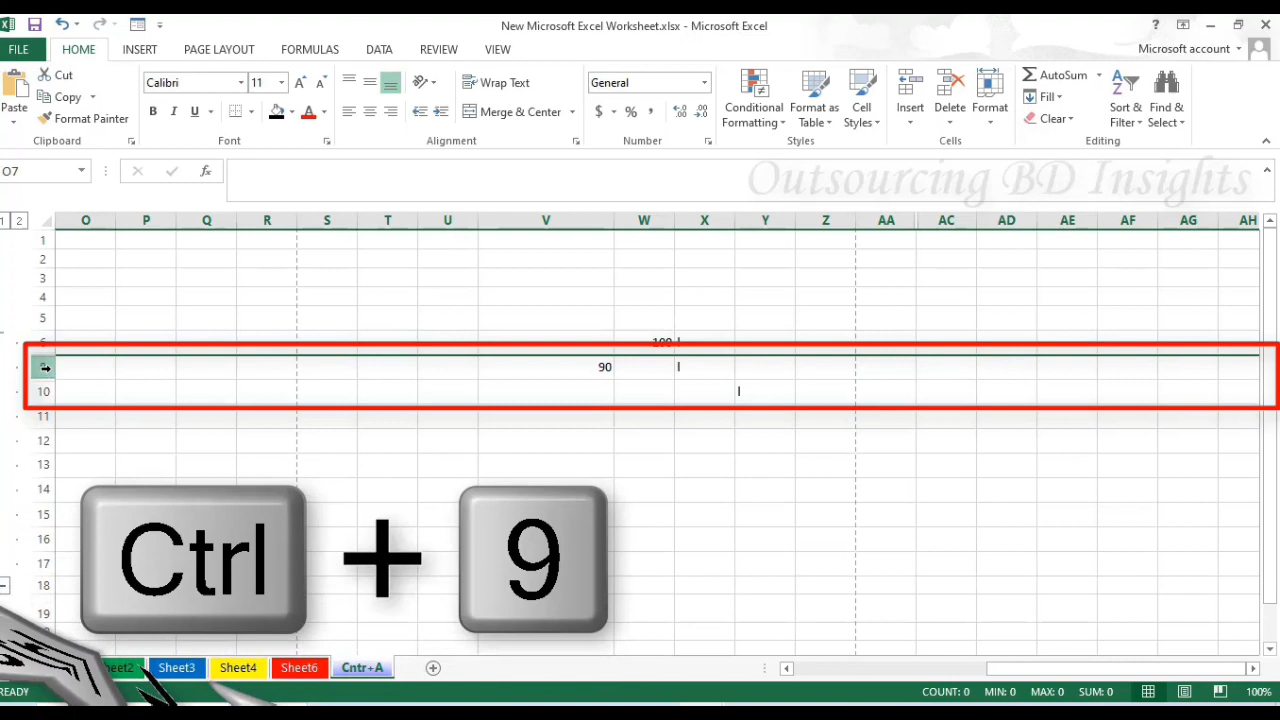 New Microsoft Excel Worksheet.xlsx - Microsoft Excel
?
FILE HOME INSERT PAGE LAYOUT FORMULAS DATA REVIEW VIEW Microsoft account
Paste Cut Copy Format Painter Clipboard
Calibri 11 B I U A Font
Wrap Text Merge & Center Alignment
General $ % , Number
Conditional Formatting Format as Table Cell Styles Styles
Insert Delete Format Cells
AutoSum Fill Clear Sort & Filter Find & Select Editing
O7 fx
Outsourcing BD Insights
1 2 O P Q R S T U V W X Y Z AA AC AD AE AF AG AH
1
2
3
4
5
6 100 l
90 l
10 l
11
12
13
14
15
16
17
18
19
Ctrl + 9
Sheet3 Sheet4 Sheet6 Cntr+A
READY COUNT: 0 MIN: 0 MAX: 0 SUM: 0 100%